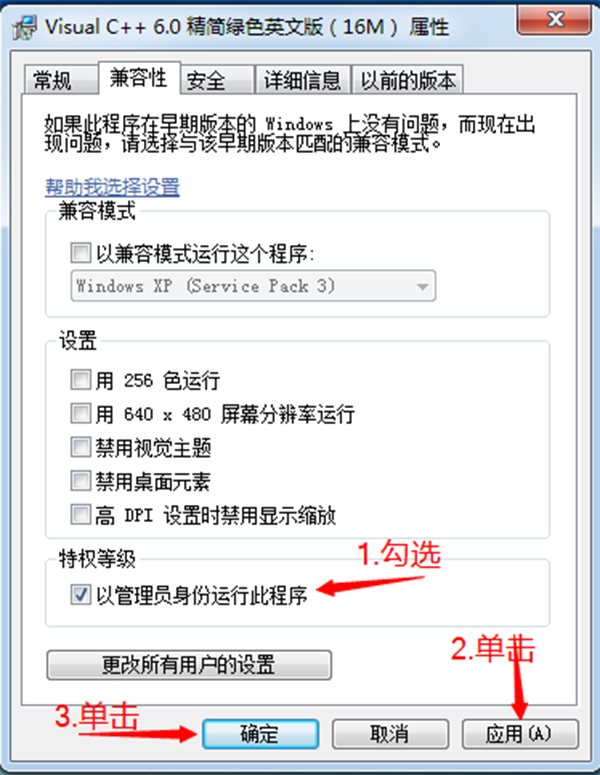 Visual C++ 6.0 精简绿色英文版（16M） 属性
常规 兼容性 安全 详细信息 以前的版本
如果此程序在早期版本的 Windows 上没有问题，而现在出
现问题，请选择与该早期版本匹配的兼容模式。
帮助我选择设置
兼容模式
以兼容模式运行这个程序:
Windows XP (Service Pack 3)
设置
用 256 色运行
用 640 x 480 屏幕分辨率运行
禁用视觉主题
禁用桌面元素
高 DPI 设置时禁用显示缩放
特权等级
1.勾选
以管理员身份运行此程序
2.单击
更改所有用户的设置
3.单击
确定 取消 应用(A)